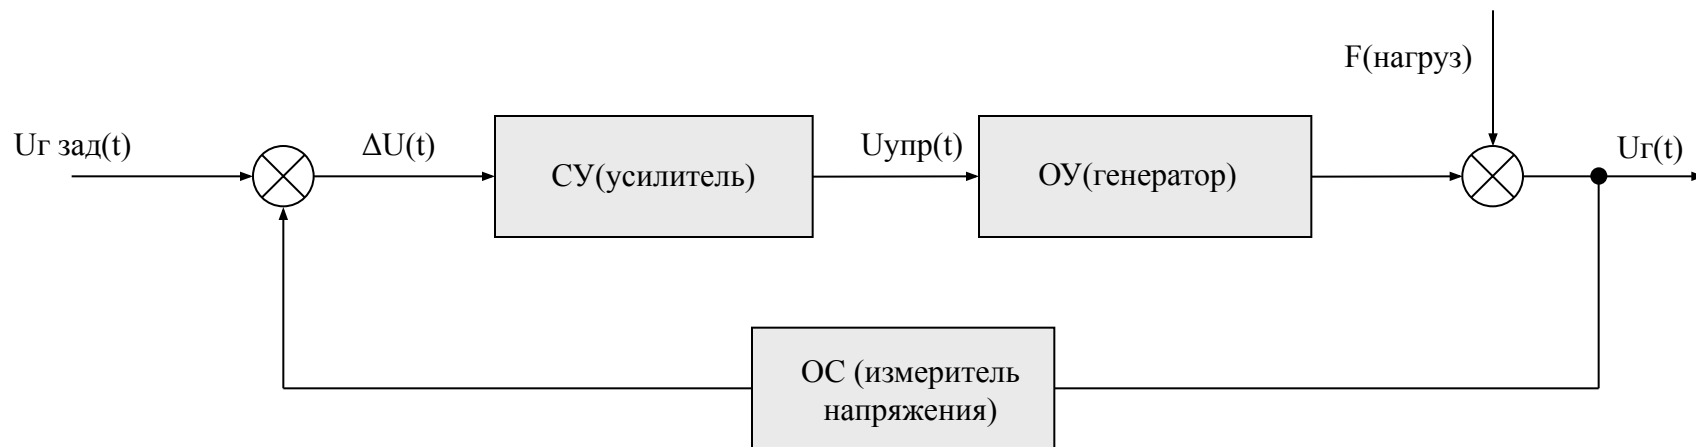 F(нагруз)
Uг зад(t)
ΔU(t)
СУ(усилитель)
Uупр(t)
ОУ(генератор)
Uг(t)
ОС (измеритель
напряжения)